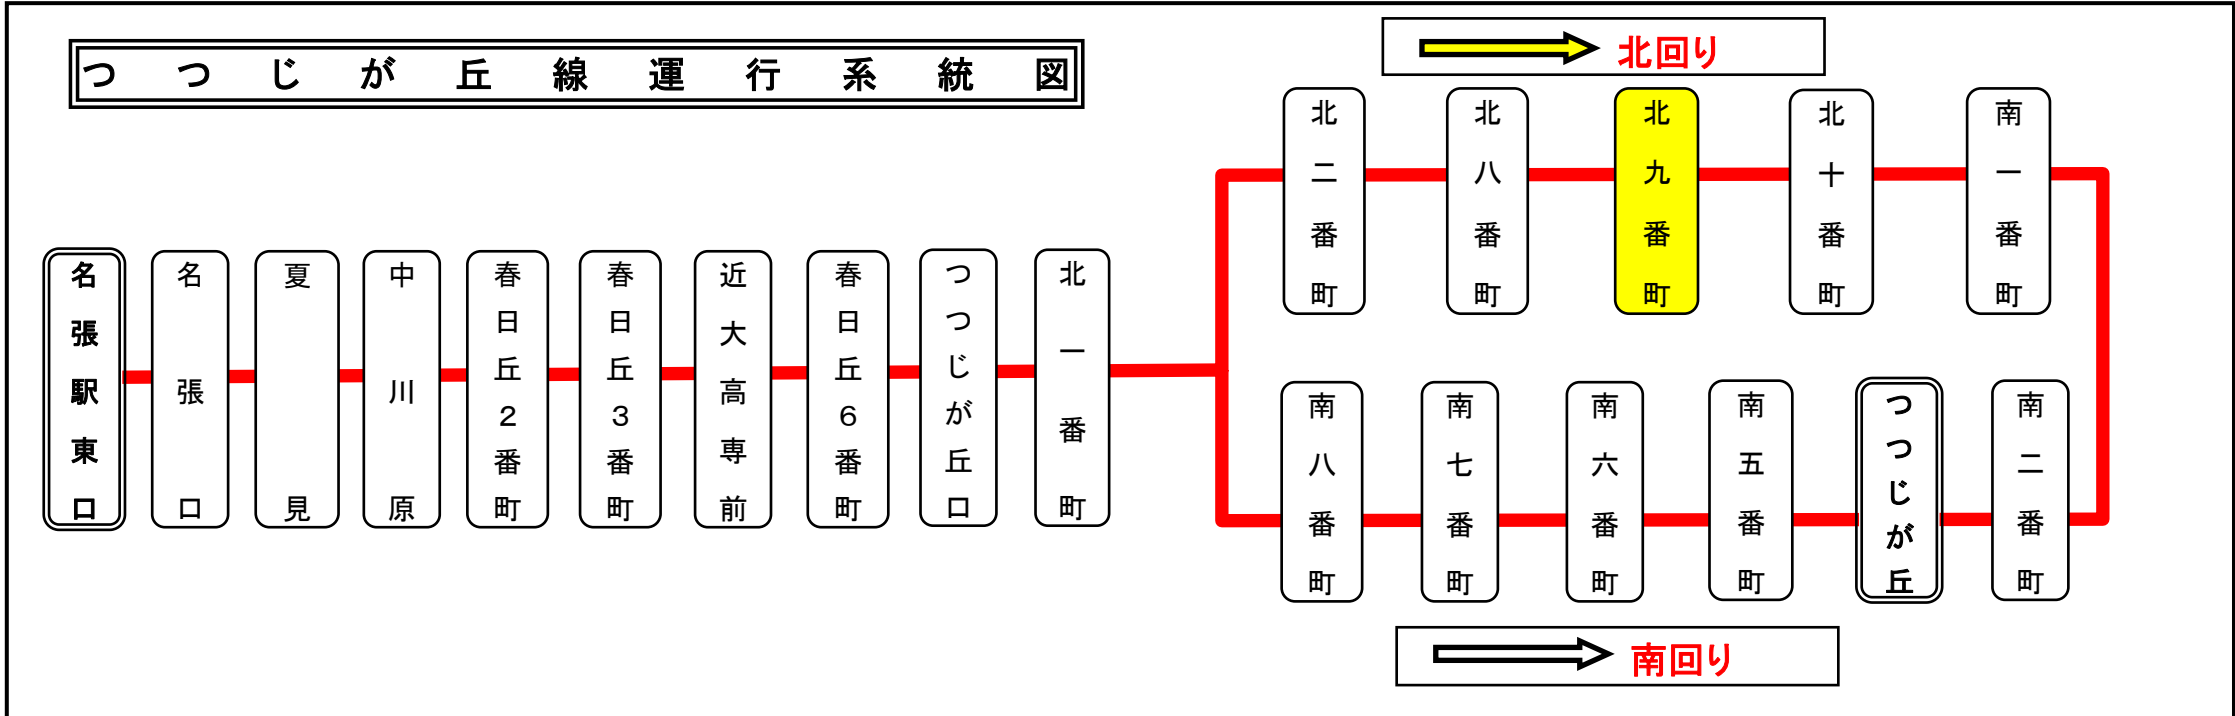 つつじが丘線運行系統図
北回り
北二番町
北八番町
北九番町
北十番町
南一番町
名張駅東口
名張口
夏見
中川原
春日丘2番町
春日丘3番町
近大高専前
春日丘6番町
つつじが丘口
北一番町
南八番町
南七番町
南六番町
南五番町
つつじが丘
南二番町
南回り